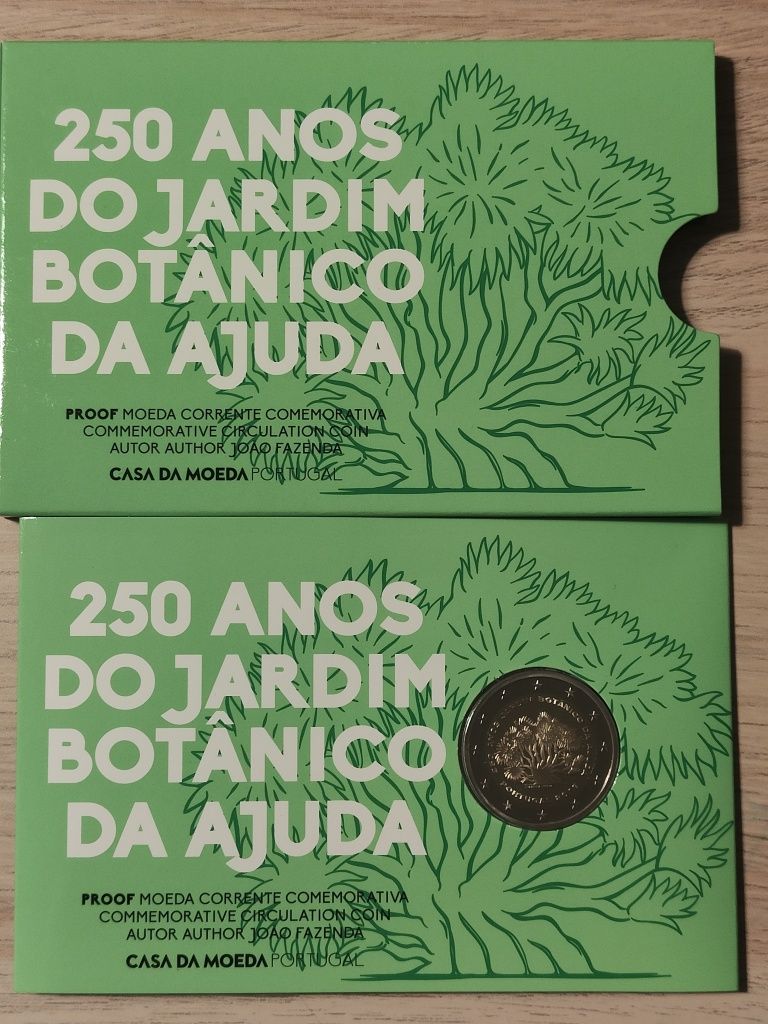 250 ANOS
DO JARDIM
BOTÂNICO
DA AJUDA
PROOF MOEDA CORRENTE COMEMORATIVA
COMMEMORATIVE CIRCULATION COIN
AUTOR AUTHOR JOÃO FAZENDA
CASA DA MOEDA PORTUGAL
250 ANOS
DO JARDIM
BOTÂNICO
DA AJUDA
BOTÂNICO
PORTUGAL
PROOF MOEDA CORRENTE COMEMORATIVA
COMMEMORATIVE CIRCULATION COIN
AUTOR AUTHOR JOÃO FAZENDA
CASA DA MOEDA PORTUGAL